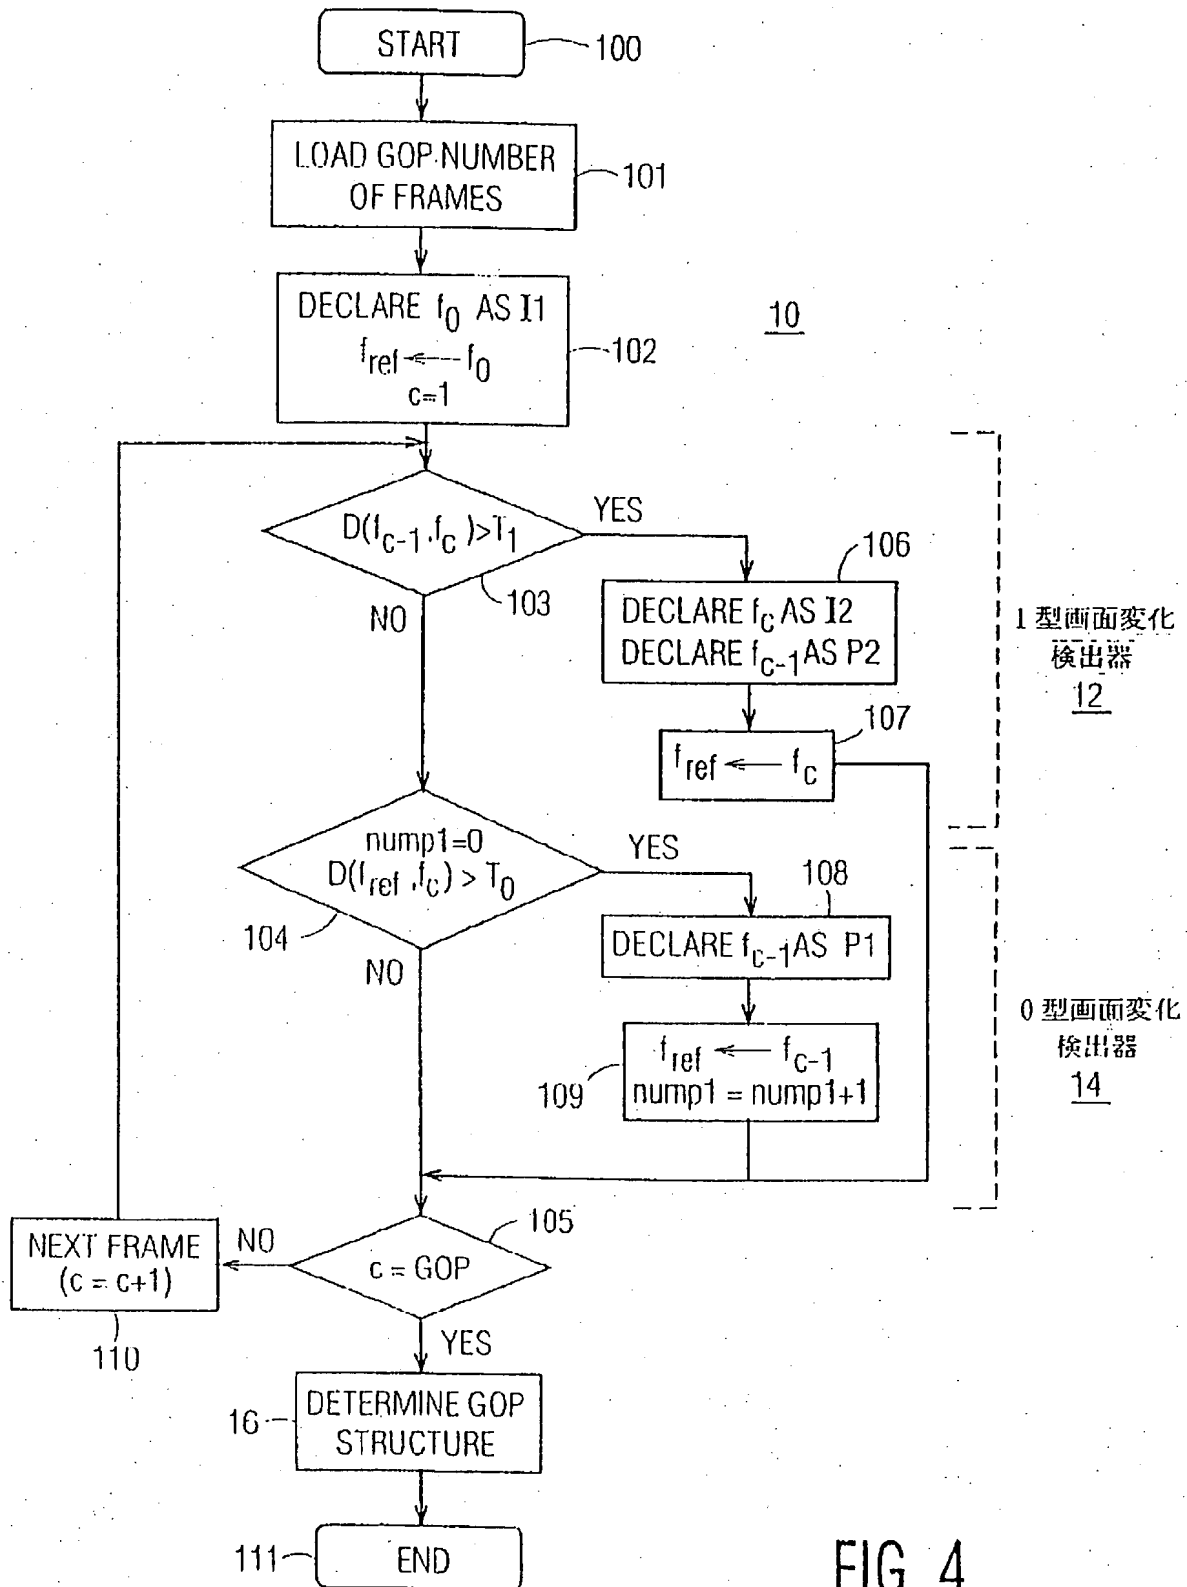 START
100
LOAD GOP NUMBER
OF FRAMES
101
DECLARE f0 AS I1
fref ← f0
c=1
102
10
D(fc-1,fc)>T1
YES
103
NO
106
DECLARE fc AS I2
DECLARE fc-1 AS P2
107
fref ← fc
1型画面変化
検出器
12
nump1=0
D(fref,fc)>T0
YES
104
NO
108
DECLARE fc-1 AS P1
fref ← fc-1
nump1 = nump1+1
109
0型画面変化
検出器
14
105
c = GOP
NO
NEXT FRAME
(c = c+1)
110
YES
16
DETERMINE GOP
STRUCTURE
111
END
FIG. 4